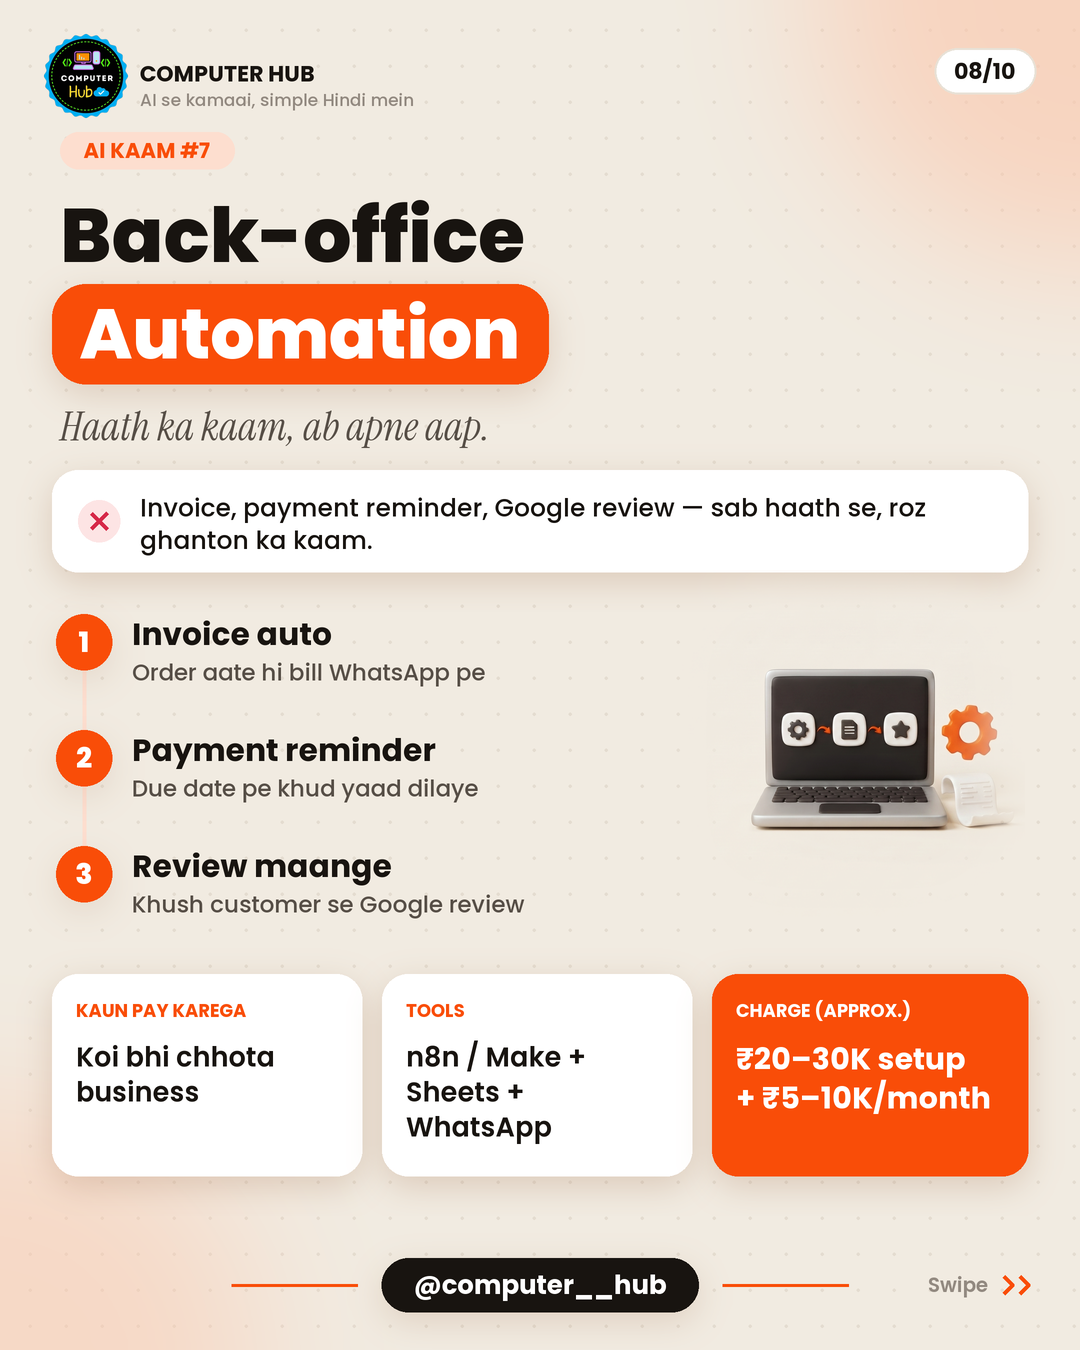 COMPUTER
Hub
COMPUTER HUB
AI se kamaai, simple Hindi mein
08/10
AI KAAM #7
Back-office
Automation
Haath ka kaam, ab apne aap.
Invoice, payment reminder, Google review — sab haath se, roz
ghanton ka kaam.
1
Invoice auto
Order aate hi bill WhatsApp pe
2
Payment reminder
Due date pe khud yaad dilaye
3
Review maange
Khush customer se Google review
KAUN PAY KAREGA
Koi bhi chhota
business
TOOLS
n8n / Make +
Sheets +
WhatsApp
CHARGE (APPROX.)
₹20–30K setup
+ ₹5–10K/month
@computer__hub
Swipe